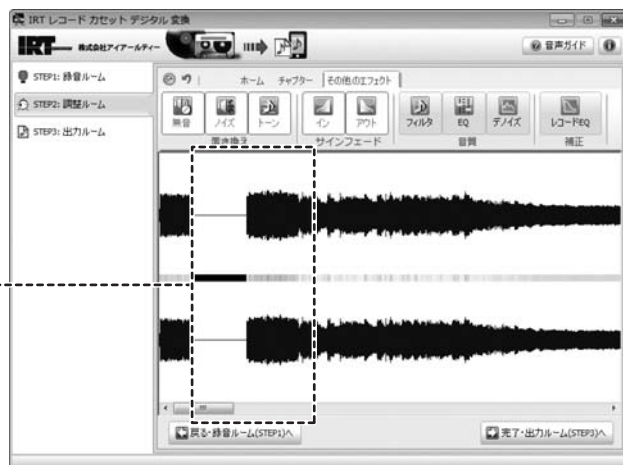 IRT レコード カセット デジタル 変換
IRT 株式会社アイアールティー
音声ガイド
STEP1: 録音ルーム
STEP2: 調整ルーム
STEP3: 出力ルーム
ホーム チャプター その他のエフェクト
無音 ノイズ トーン イン アウト フィルタ EQ デノイズ レコードEQ
置き換え サインフェード 音質 補正
戻る・録音ルーム(STEP1)へ 完了・出力ルーム(STEP3)へ